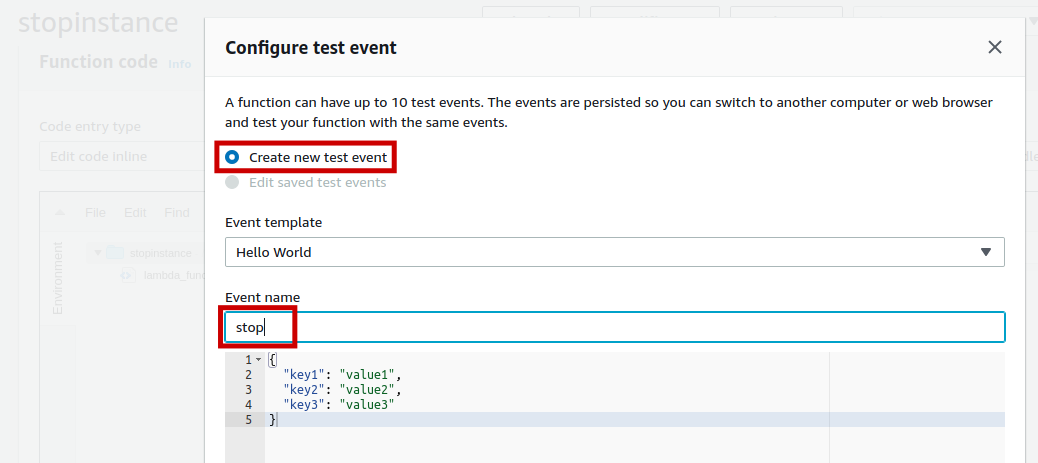 stopinstance
Function code Info
Configure test event
A function can have up to 10 test events. The events are persisted so you can switch to another computer or web browser
and test your function with the same events.
Code entry type
Edit code inline
Create new test event
Edit saved test events
File Edit Find
Event template
Hello World
Environment
stopinstance
lambda_func
Event name
stop
1 {
2 "key1": "value1",
3 "key2": "value2",
4 "key3": "value3"
5 }